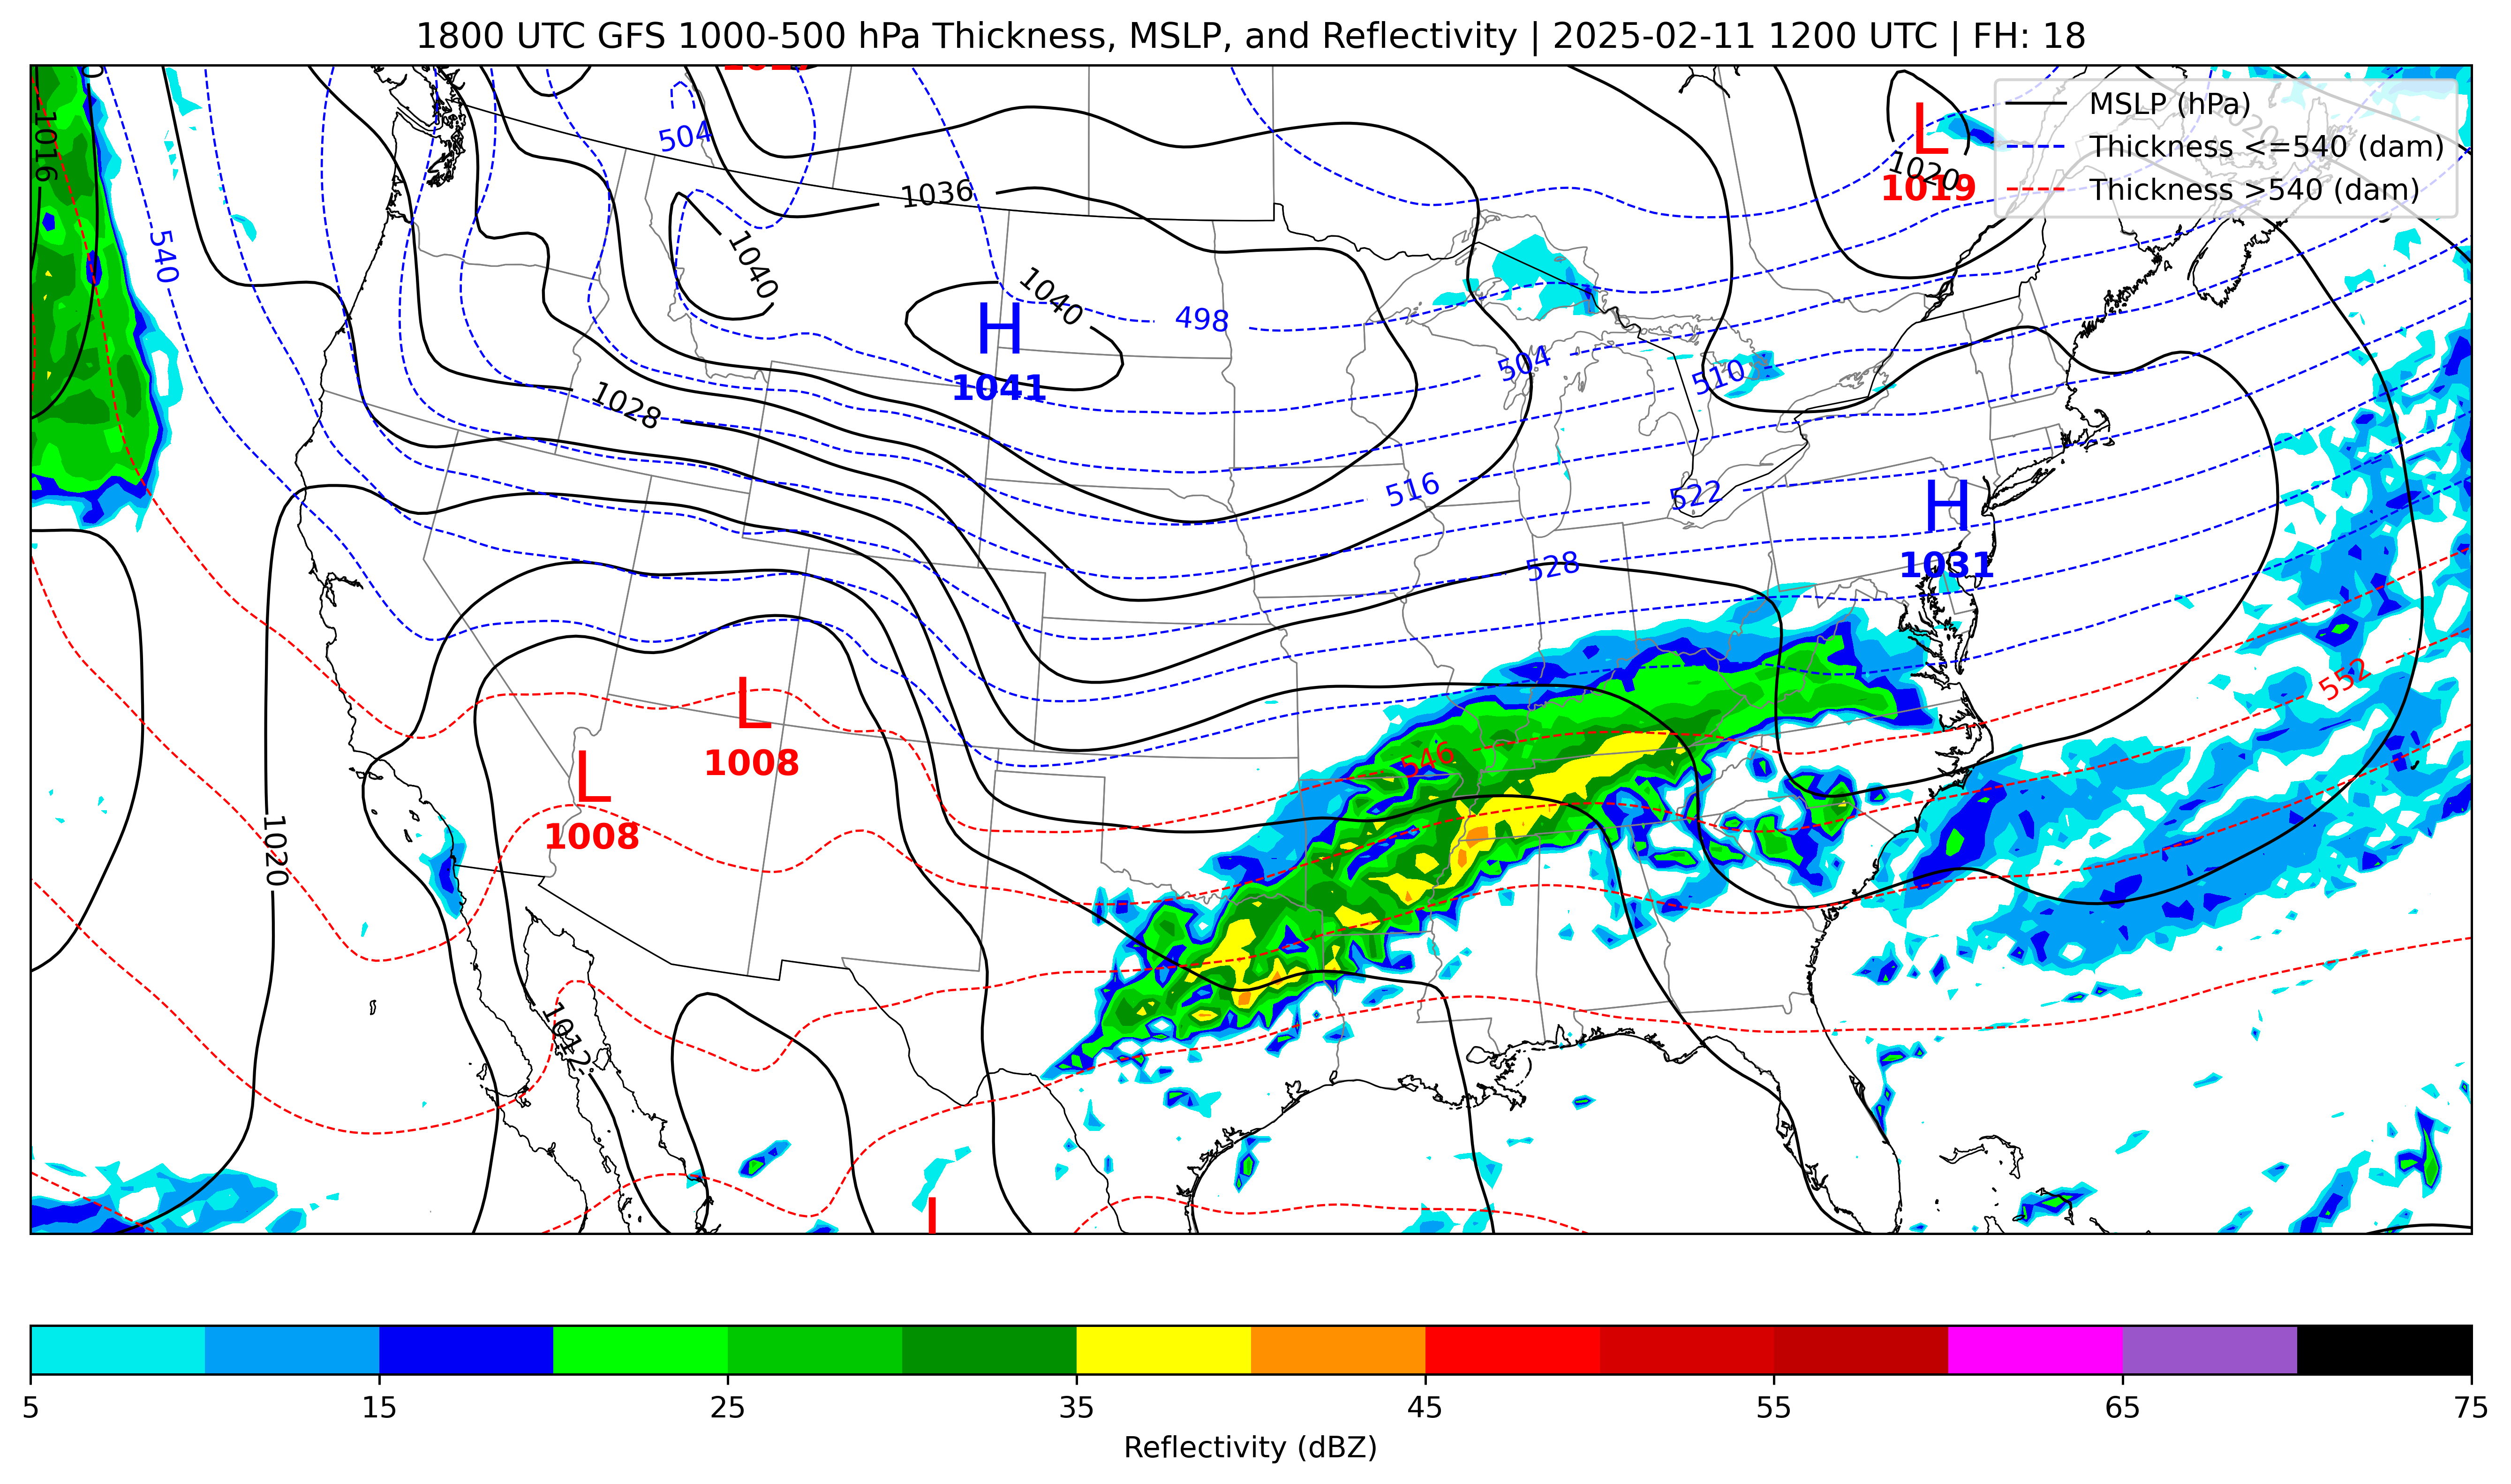 1800 UTC GFS 1000-500 hPa Thickness, MSLP, and Reflectivity | 2025-02-11 1200 UTC | FH: 18
MSLP (hPa)
Thickness <=540 (dam)
Thickness >540 (dam)
1016
504
L
1020
1019
1020
1036
540
1040
1040
498
H
1041
504
510
1028
516
522
H
1031
528
552
L
1008
L
1008
546
1020
1012
L
5
15
25
35
45
55
65
75
Reflectivity (dBZ)